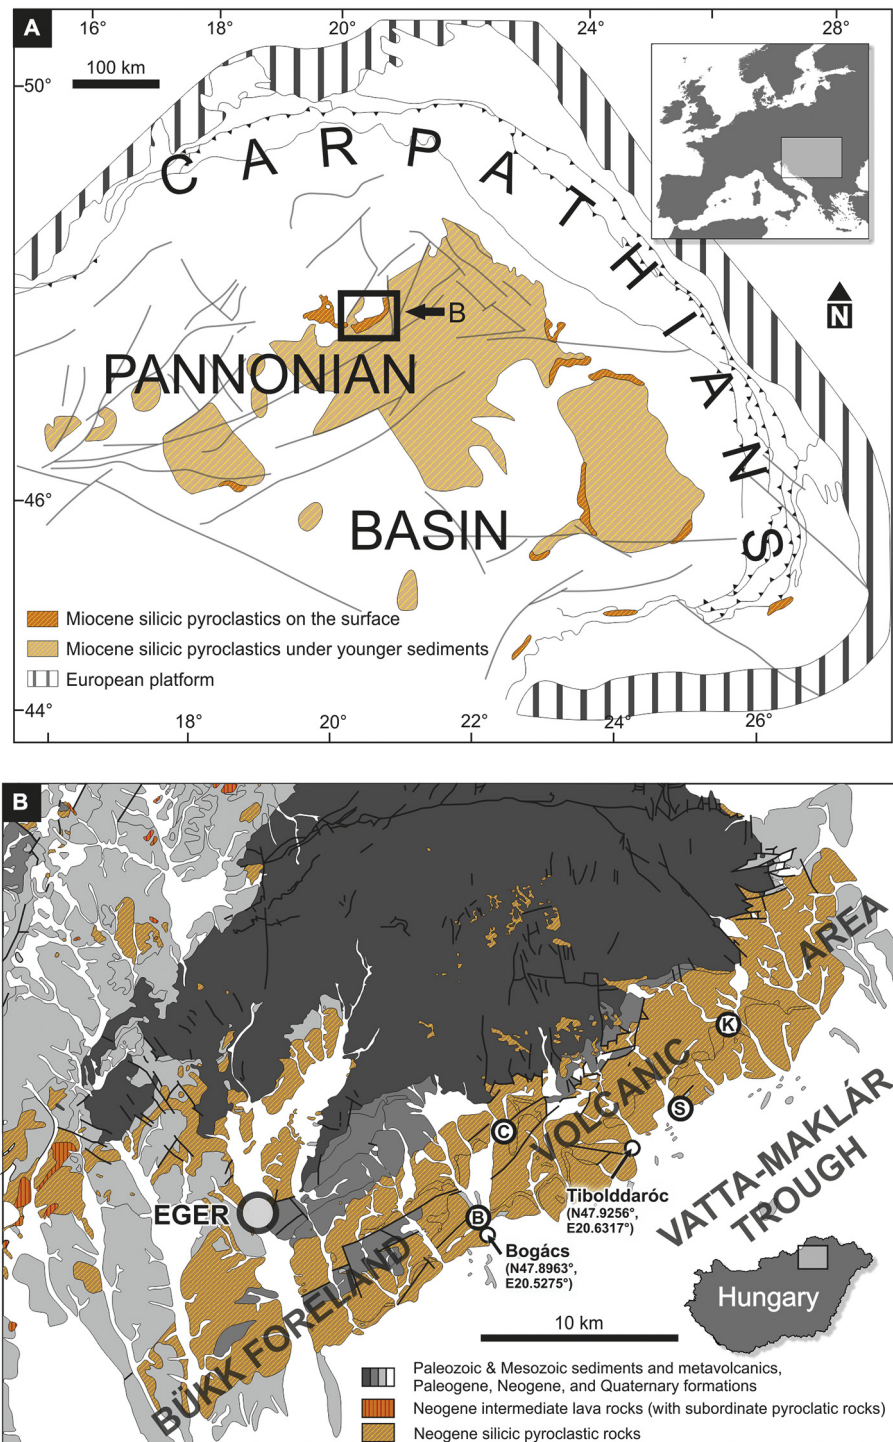 A
16° 18° 20° 24° 28°
100 km
50°
CARPATHIANS
N
B
PANNONIAN
46°
BASIN
Miocene silicic pyroclastics on the surface
Miocene silicic pyroclastics under younger sediments
European platform
44°
18° 20° 22° 24° 26°
B
AREA
K
VOLCANIC
S
C
VATTA-MAKLÁR
TROUGH
Tibolddaróc
(N47.9256°,
E20.6317°)
EGER
B
Bogács
(N47.8963°,
E20.5275°)
BÜKK FORELAND
Hungary
10 km
Paleozoic & Mesozoic sediments and metavolcanics,
Paleogene, Neogene, and Quaternary formations
Neogene intermediate lava rocks (with subordinate pyroclatic rocks)
Neogene silicic pyroclastic rocks